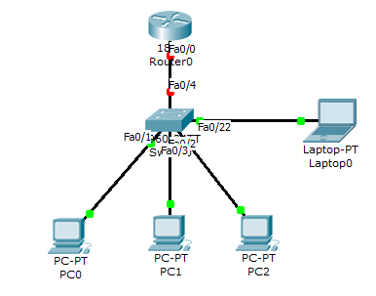 Fa0/0
Router0
Fa0/4
Fa0/1
Fa0/22
Fa0/3
Laptop-PT
Laptop0
PC-PT
PC0
PC-PT
PC1
PC-PT
PC2